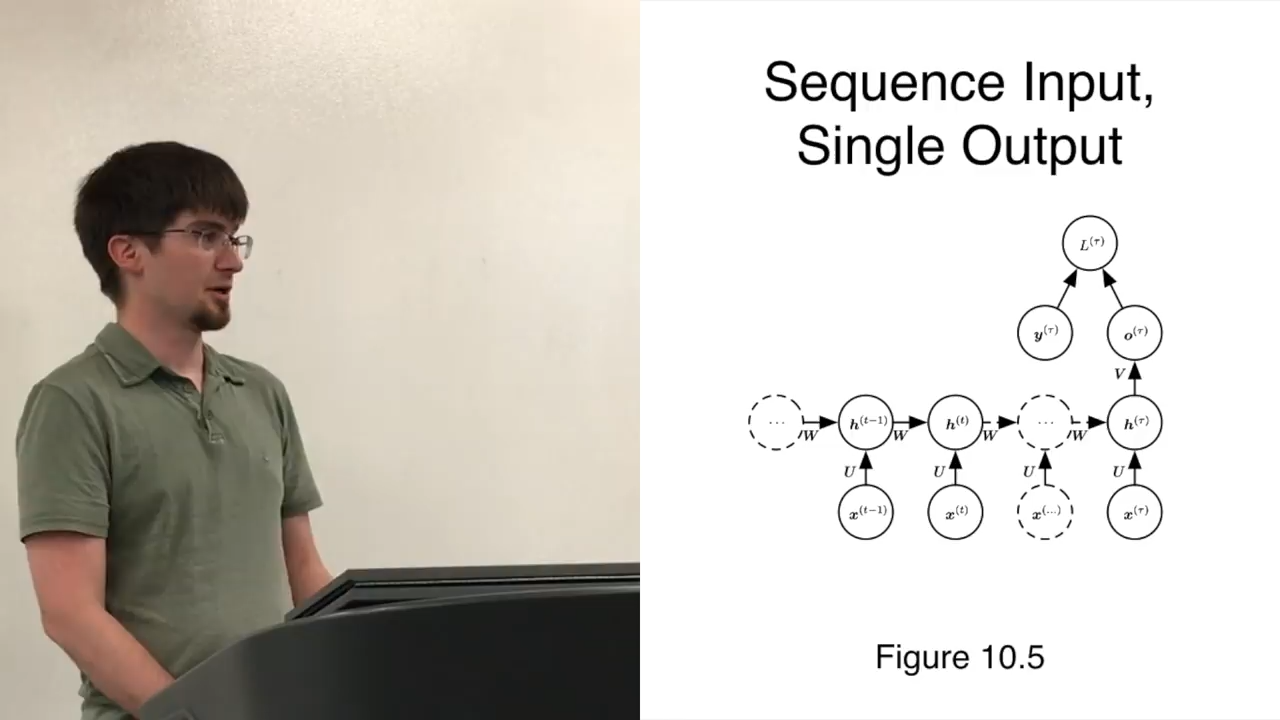 Sequence Input,
Single Output
L^(τ)
y^(τ) o^(τ)
V
... h^(t−1) h^(t) ... h^(τ)
W W W W
U U U U
x^(t−1) x^(t) x^(...) x^(τ)
Figure 10.5